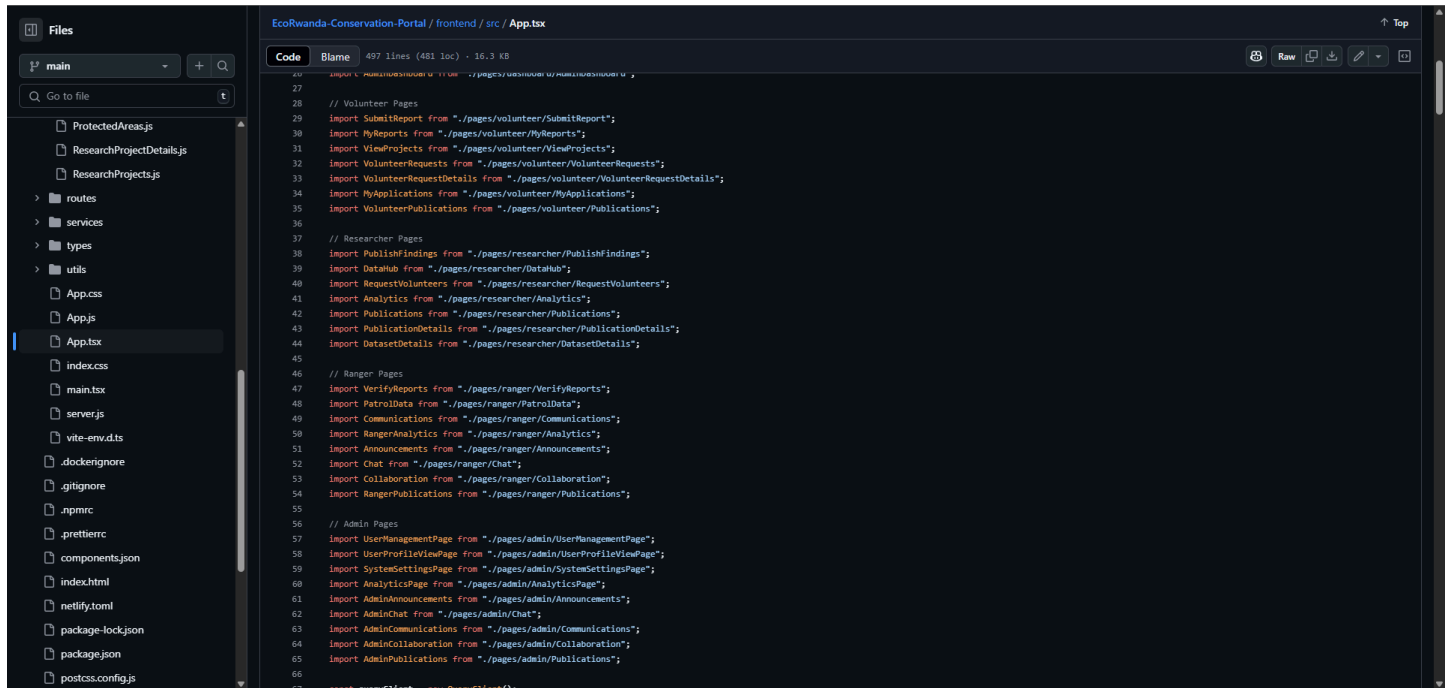 Files
main
Go to file
t
ProtectedAreas.js
ResearchProjectDetails.js
ResearchProjects.js
routes
services
types
utils
App.css
App.js
App.tsx
index.css
main.tsx
server.js
vite-env.d.ts
.dockerignore
.gitignore
.npmrc
.prettierrc
components.json
index.html
netlify.toml
package-lock.json
package.json
postcss.config.js
EcoRwanda-Conservation-Portal / frontend / src / App.tsx
Top
Code Blame 497 lines (481 loc) · 16.3 KB
Raw
26 import AdminDashboard from "./pages/dashboard/AdminDashboard";
27
28 // Volunteer Pages
29 import SubmitReport from "./pages/volunteer/SubmitReport";
30 import MyReports from "./pages/volunteer/MyReports";
31 import ViewProjects from "./pages/volunteer/ViewProjects";
32 import VolunteerRequests from "./pages/volunteer/VolunteerRequests";
33 import VolunteerRequestDetails from "./pages/volunteer/VolunteerRequestDetails";
34 import MyApplications from "./pages/volunteer/MyApplications";
35 import VolunteerPublications from "./pages/volunteer/Publications";
36
37 // Researcher Pages
38 import PublishFindings from "./pages/researcher/PublishFindings";
39 import DataHub from "./pages/researcher/DataHub";
40 import RequestVolunteers from "./pages/researcher/RequestVolunteers";
41 import Analytics from "./pages/researcher/Analytics";
42 import Publications from "./pages/researcher/Publications";
43 import PublicationDetails from "./pages/researcher/PublicationDetails";
44 import DatasetDetails from "./pages/researcher/DatasetDetails";
45
46 // Ranger Pages
47 import VerifyReports from "./pages/ranger/VerifyReports";
48 import PatrolData from "./pages/ranger/PatrolData";
49 import Communications from "./pages/ranger/Communications";
50 import RangerAnalytics from "./pages/ranger/Analytics";
51 import Announcements from "./pages/ranger/Announcements";
52 import Chat from "./pages/ranger/Chat";
53 import Collaboration from "./pages/ranger/Collaboration";
54 import RangerPublications from "./pages/ranger/Publications";
55
56 // Admin Pages
57 import UserManagementPage from "./pages/admin/UserManagementPage";
58 import UserProfileViewPage from "./pages/admin/UserProfileViewPage";
59 import SystemSettingsPage from "./pages/admin/SystemSettingsPage";
60 import AnalyticsPage from "./pages/admin/AnalyticsPage";
61 import AdminAnnouncements from "./pages/admin/Announcements";
62 import AdminChat from "./pages/admin/Chat";
63 import AdminCommunications from "./pages/admin/Communications";
64 import AdminCollaboration from "./pages/admin/Collaboration";
65 import AdminPublications from "./pages/admin/Publications";
66
67 const queryClient = new QueryClient();